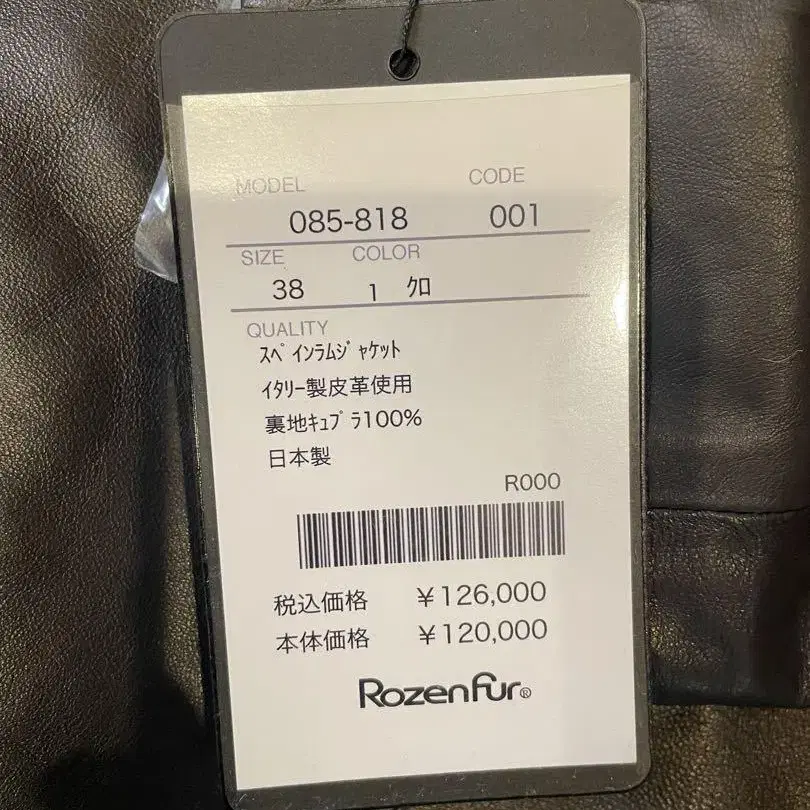 MODEL CODE
085-818 001
SIZE COLOR
38 1 ｸﾛ
QUALITY
ｽﾍﾟｲﾝﾗﾑｼﾞｬｹｯﾄ
ｲﾀﾘｰ製皮革使用
裏地ｷｭﾌﾟﾗ100%
日本製
R000
税込価格 ￥126,000
本体価格 ￥120,000
Rozenfur®